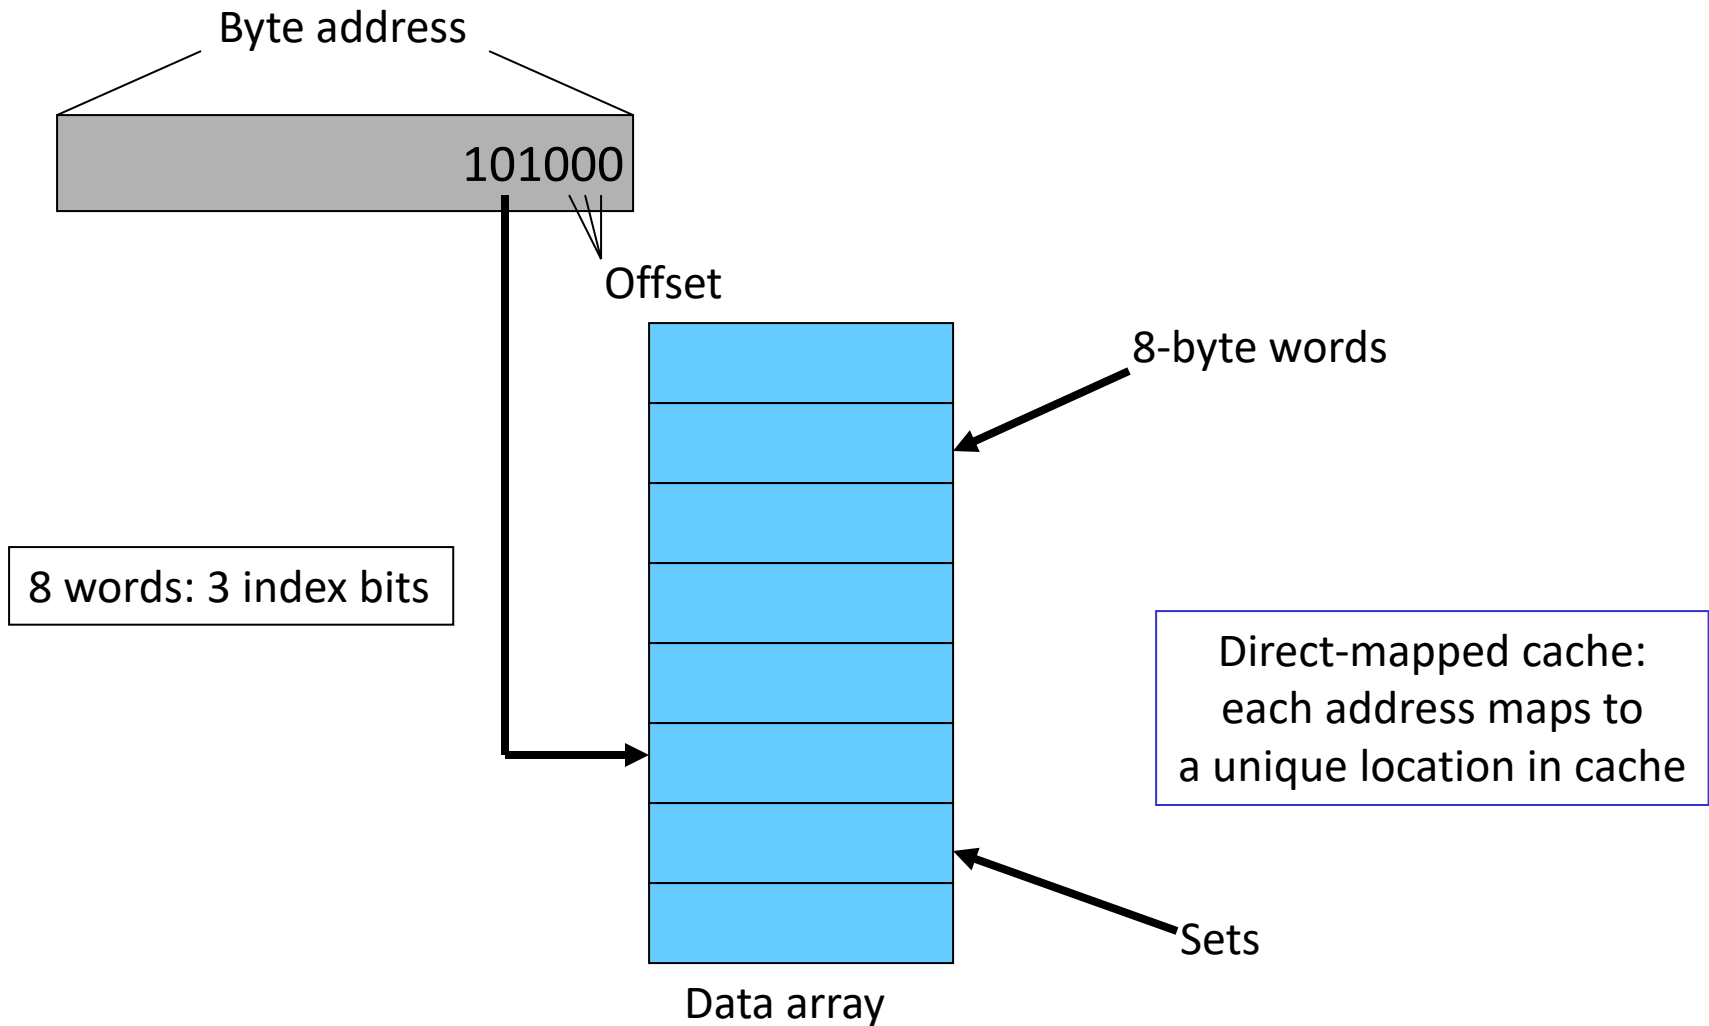 Byte address
101000
Offset
8-byte words
8 words: 3 index bits
Direct-mapped cache:
each address maps to
a unique location in cache
Sets
Data array